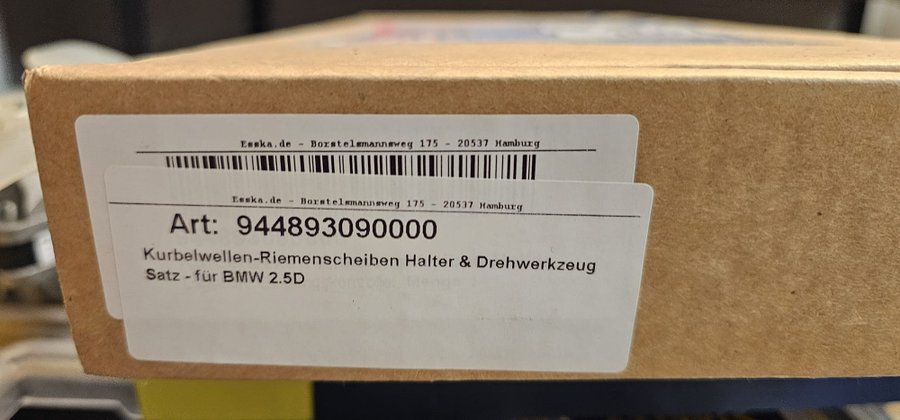 Esska.de - Borstelmannsweg 175 - 20537 Hamburg
Esska.de - Borstelmannsweg 175 - 20537 Hamburg
Art: 944893090000
Kurbelwellen-Riemenscheiben Halter & Drehwerkzeug
Satz - für BMW 2.5D